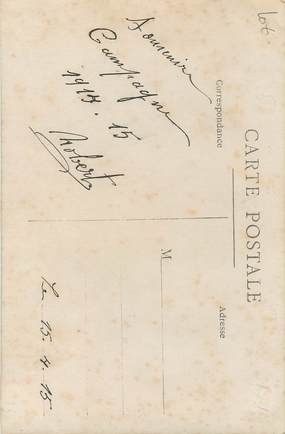 Lot
CARTE POSTALE
Correspondance
Adresse
Souvenir
Campagne
1914. 15
Robert
M
Le 15.4.15